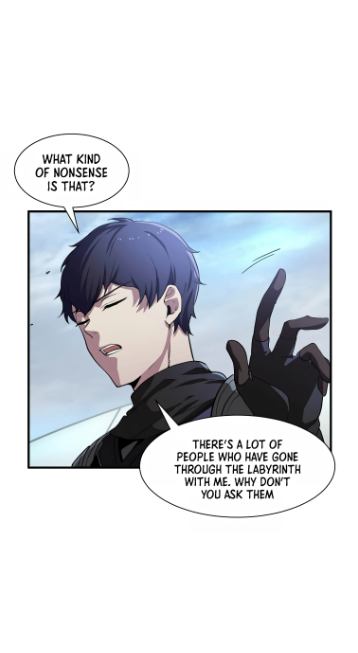 WHAT KIND
OF NONSENSE
IS THAT?
THERE'S A LOT OF
PEOPLE WHO HAVE GONE
THROUGH THE LABYRINTH
WITH ME. WHY DON'T
YOU ASK THEM